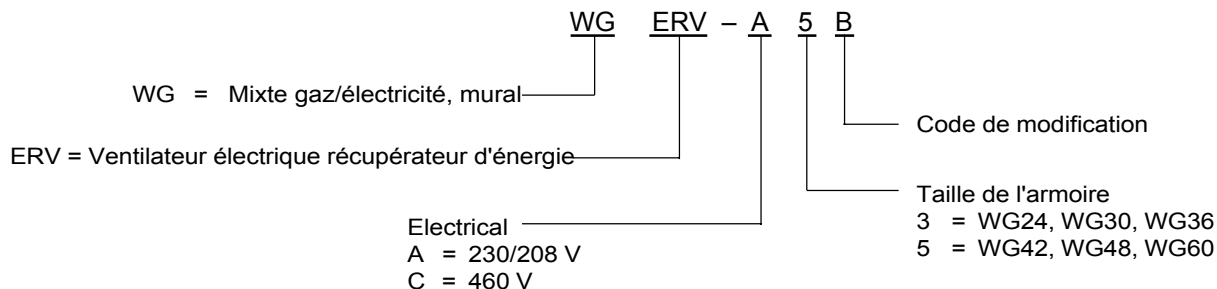 WG ERV – A 5 B
WG = Mixte gaz/électricité, mural
Code de modification
ERV = Ventilateur électrique récupérateur d'énergie
Taille de l'armoire
3 = WG24, WG30, WG36
5 = WG42, WG48, WG60
Electrical
A = 230/208 V
C = 460 V